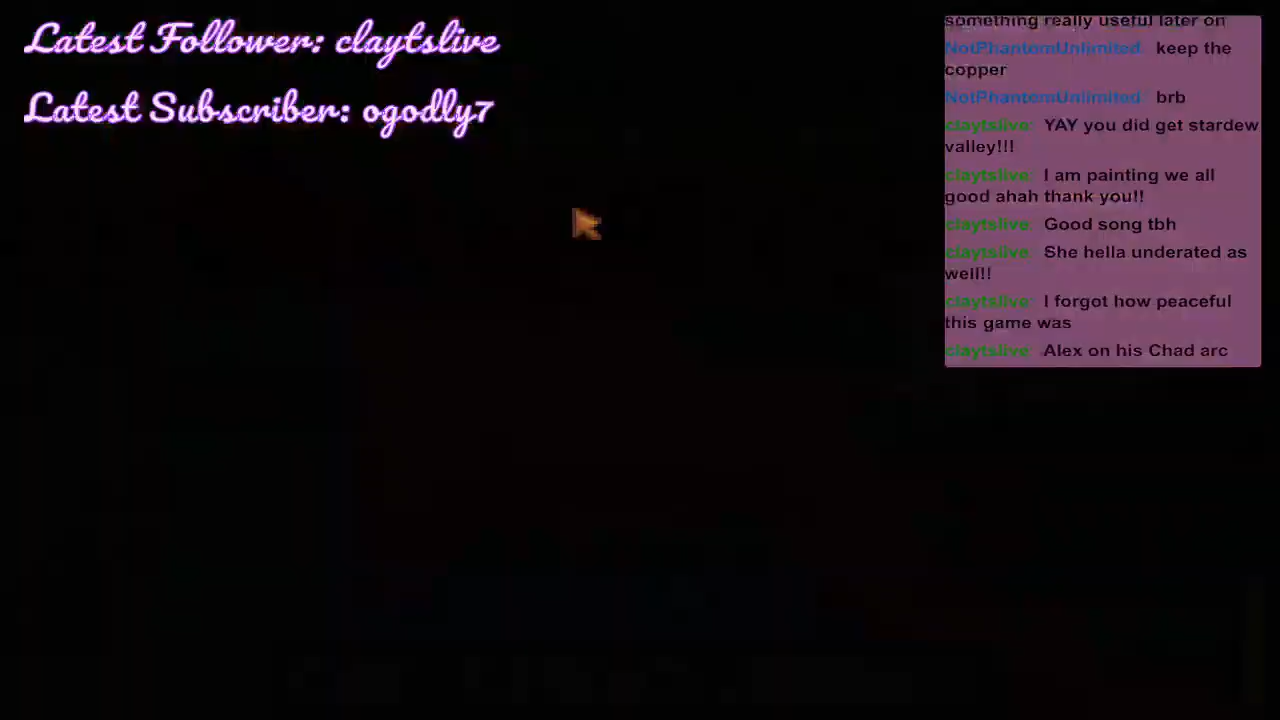 Latest Follower: claytslive
Latest Subscriber: ogodly7
something really useful later on
NotPhantomUnlimited: keep the
copper
NotPhantomUnlimited: brb
claytslive: YAY you did get stardew
valley!!!
claytslive: I am painting we all
good ahah thank you!!
claytslive: Good song tbh
claytslive: She hella underated as
well!!
claytslive: I forgot how peaceful
this game was
claytslive: Alex on his Chad arc